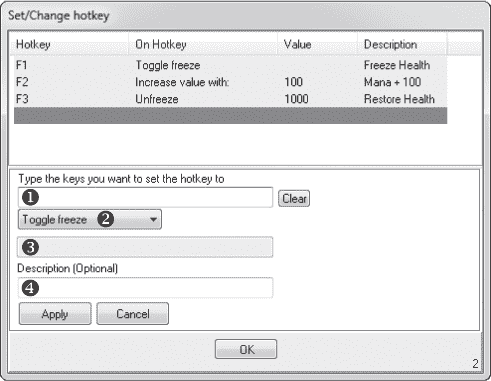 Set/Change hotkey
Hotkey On Hotkey Value Description
F1 Toggle freeze Freeze Health
F2 Increase value with: 100 Mana + 100
F3 Unfreeze 1000 Restore Health
Type the keys you want to set the hotkey to
❶ Clear
Toggle freeze ❷
❸
Description (Optional)
❹
Apply Cancel
OK
2